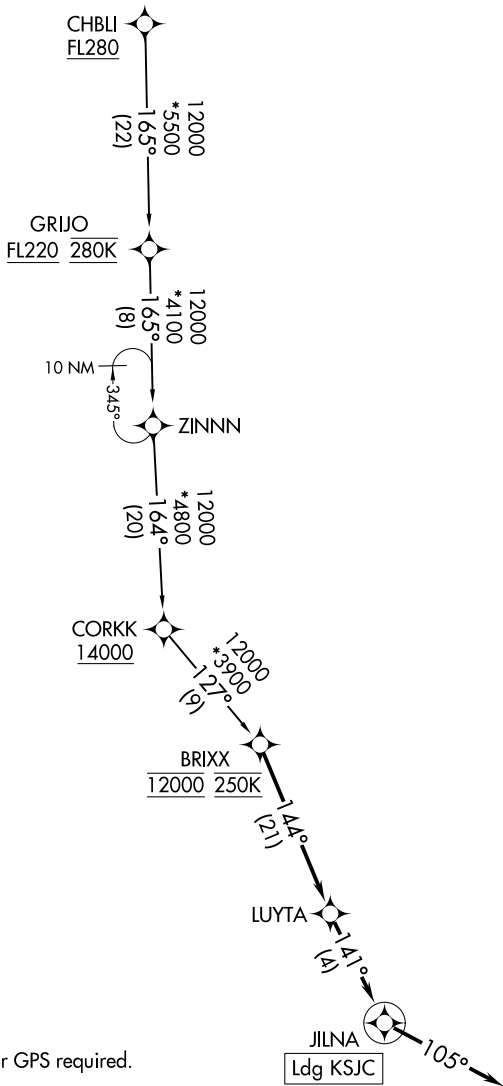 CHBLI
FL280
12000
*5500
165°
(22)
GRIJO
FL220 280K
12000
*4100
165°
(8)
10 NM
345°
ZINNN
12000
*4800
164°
(20)
CORKK
14000
12000
*3900
127°
(9)
BRIXX
12000 250K
144°
(21)
LUYTA
141°
(4)
JILNA
Ldg KSJC
105°
r GPS required.